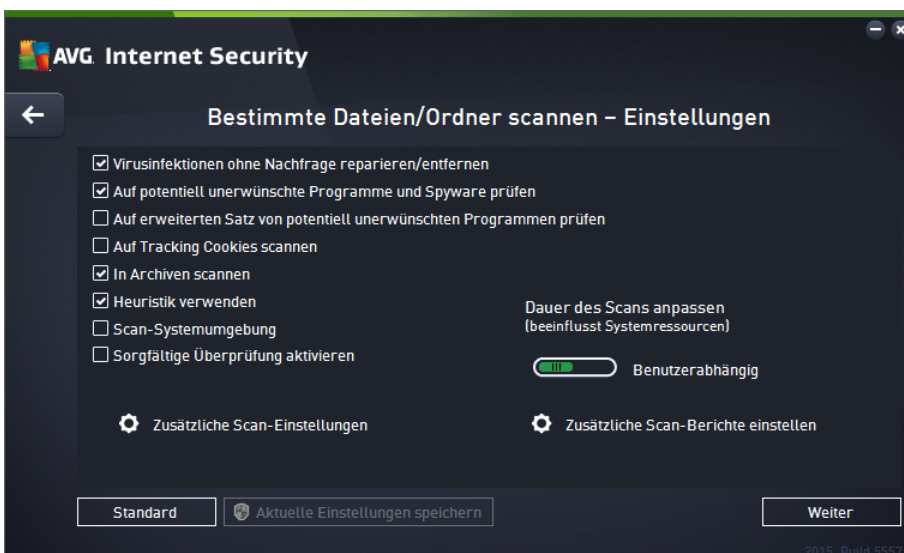 AVG. Internet Security
Bestimmte Dateien/Ordner scannen – Einstellungen
Virusinfektionen ohne Nachfrage reparieren/entfernen
Auf potentiell unerwünschte Programme und Spyware prüfen
Auf erweiterten Satz von potentiell unerwünschten Programmen prüfen
Auf Tracking Cookies scannen
In Archiven scannen
Heuristik verwenden
Scan-Systemumgebung
Sorgfältige Überprüfung aktivieren
Dauer des Scans anpassen
(beeinflusst Systemressourcen)
Benutzerabhängig
Zusätzliche Scan-Einstellungen
Zusätzliche Scan-Berichte einstellen
Standard
Aktuelle Einstellungen speichern
Weiter
2015. Build 5557